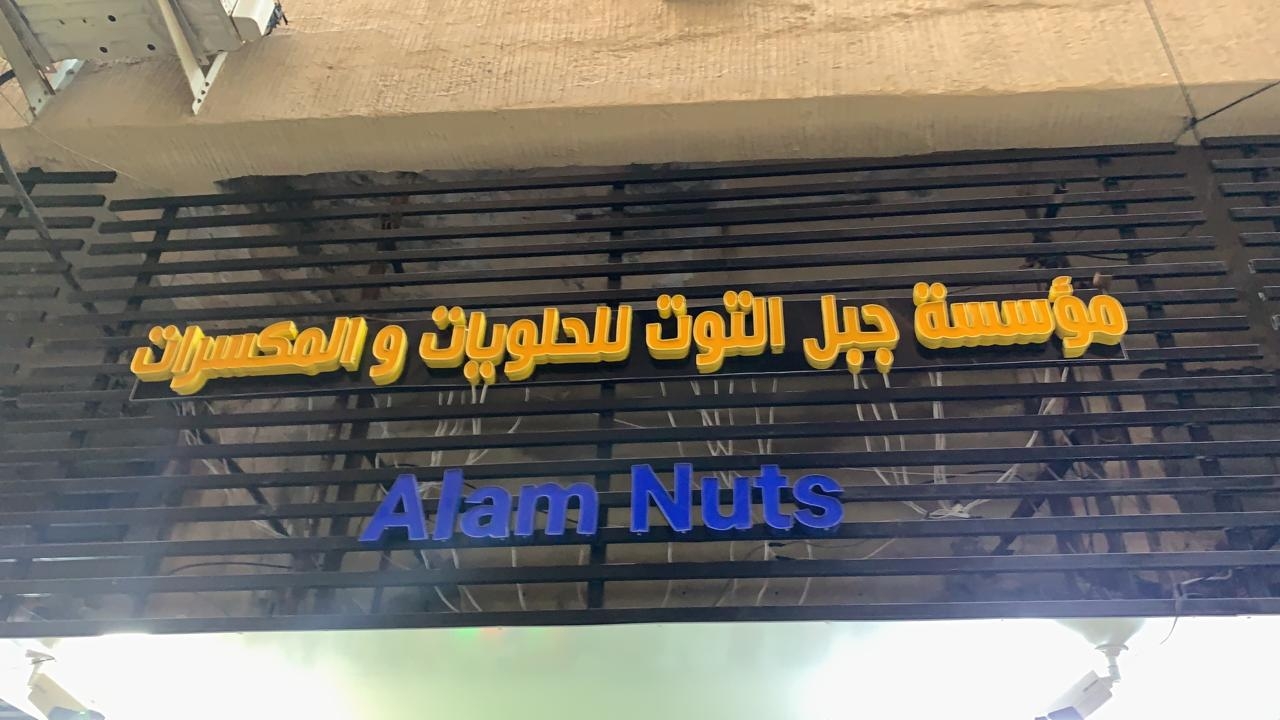 مؤسسة جبل التوت للحلويات و المكسرات
Alam Nuts